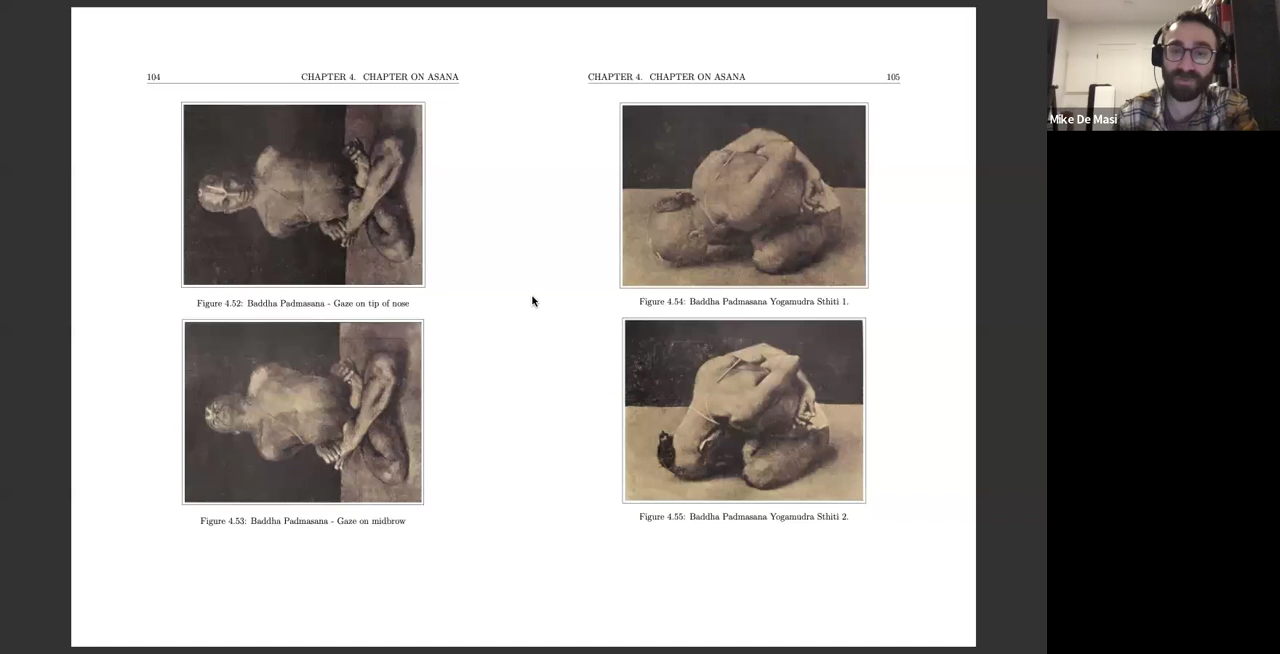 104
CHAPTER 4. CHAPTER ON ASANA
Figure 4.52: Baddha Padmasana - Gaze on tip of nose
Figure 4.53: Baddha Padmasana - Gaze on midbrow
CHAPTER 4. CHAPTER ON ASANA
105
Figure 4.54: Baddha Padmasana Yogamudra Sthiti 1.
Figure 4.55: Baddha Padmasana Yogamudra Sthiti 2.
Mike De Masi